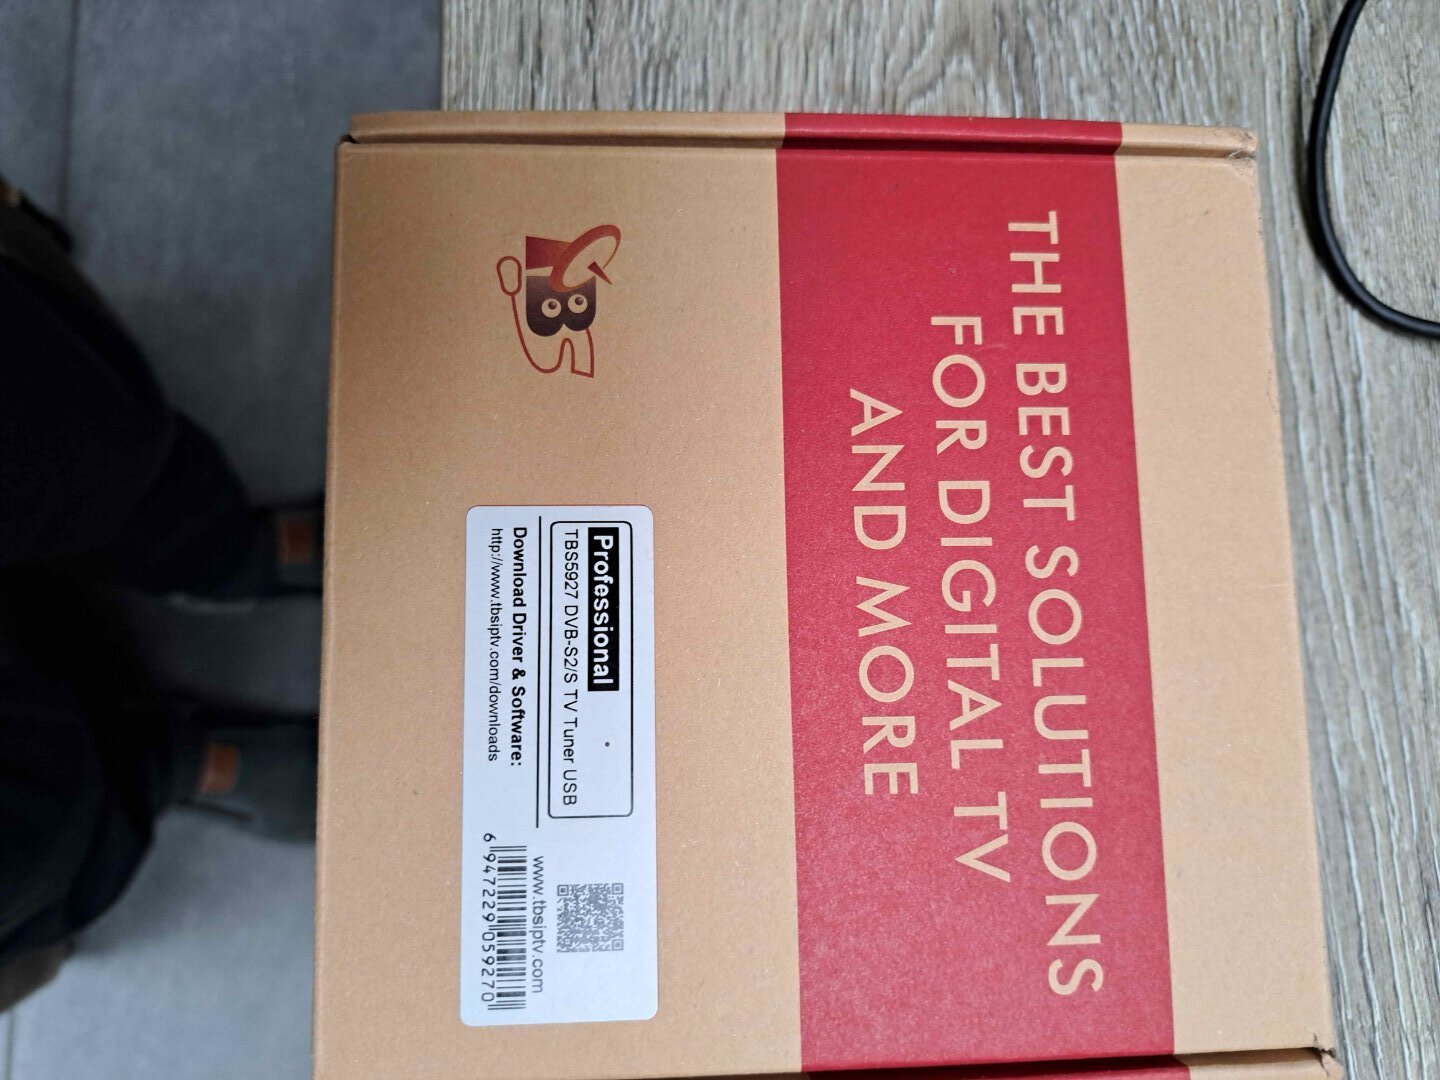 THE BEST SOLUTIONS
FOR DIGITAL TV
AND MORE
TBS
Professional
TBS5927 DVB-S2/S TV Tuner USB
Download Driver & Software:
http://www.tbsiptv.com/downloads
www.tbsiptv.com
6 947229 059270